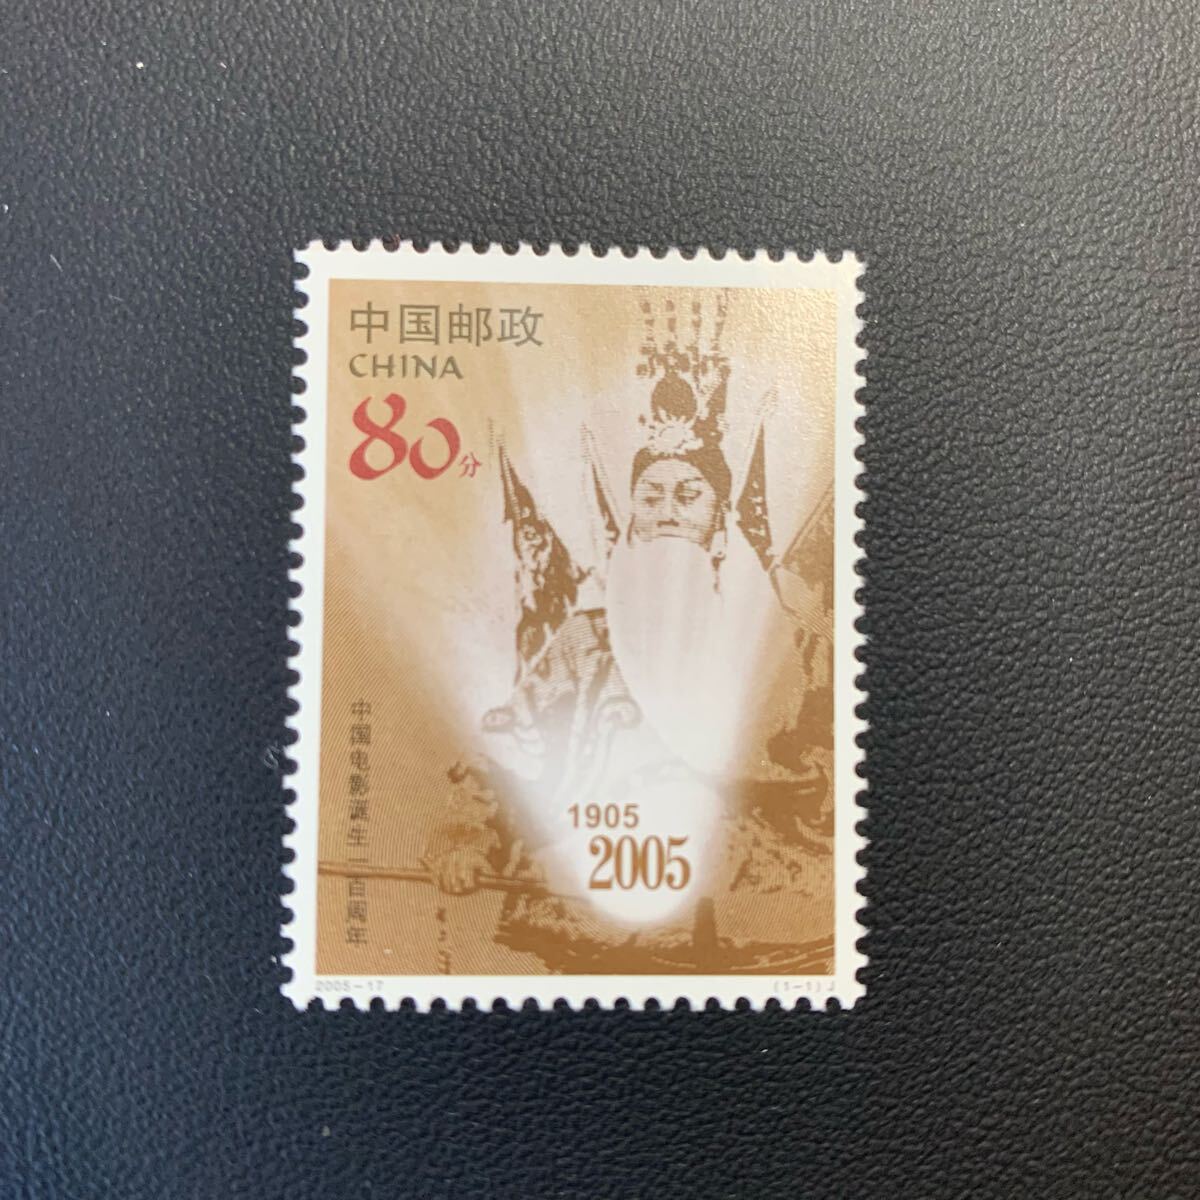 中国邮政
CHINA
80分
中国电影诞生一百周年
1905
2005
2005-17
(1-1)J